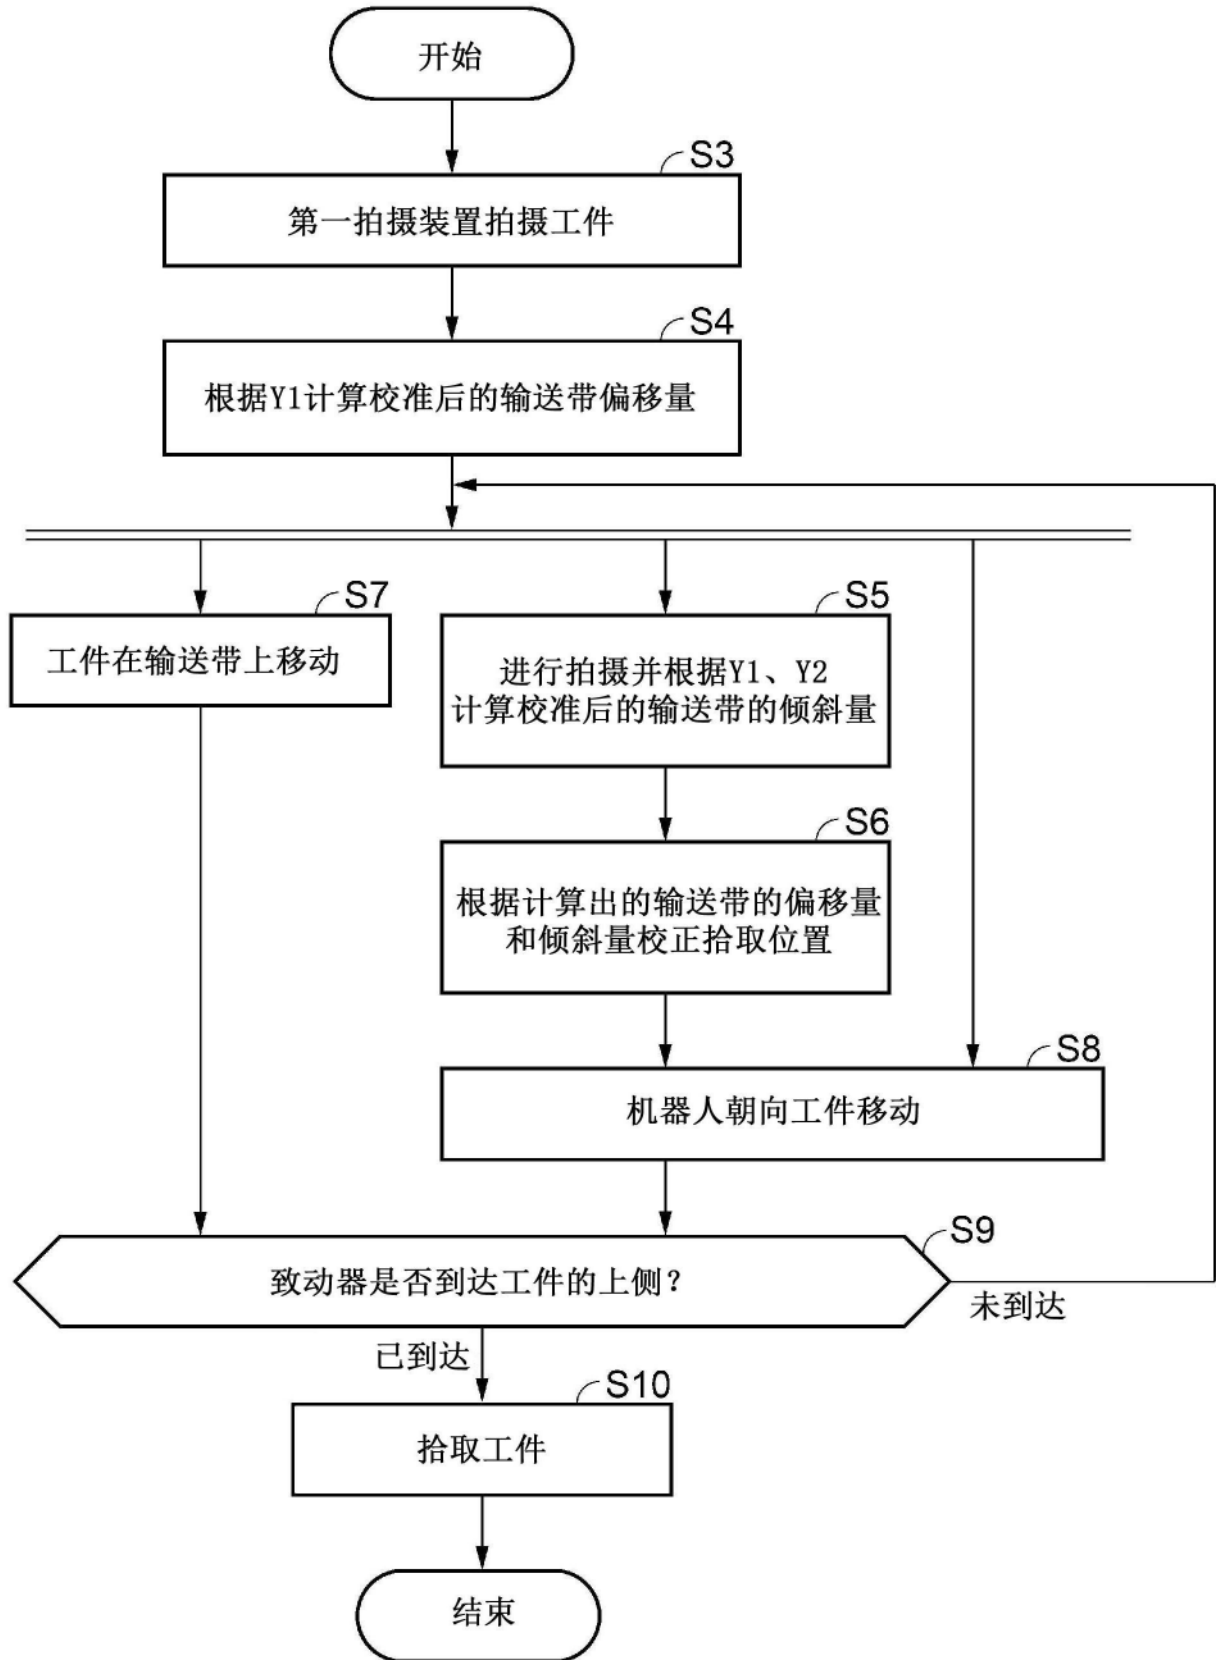 开始
S3
第一拍摄装置拍摄工件
S4
根据Y1计算校准后的输送带偏移量
S7
工件在输送带上移动
S5
进行拍摄并根据Y1、Y2
计算校准后的输送带的倾斜量
S6
根据计算出的输送带的偏移量
和倾斜量校正拾取位置
S8
机器人朝向工件移动
S9
致动器是否到达工件的上侧?
未到达
已到达
S10
拾取工件
结束